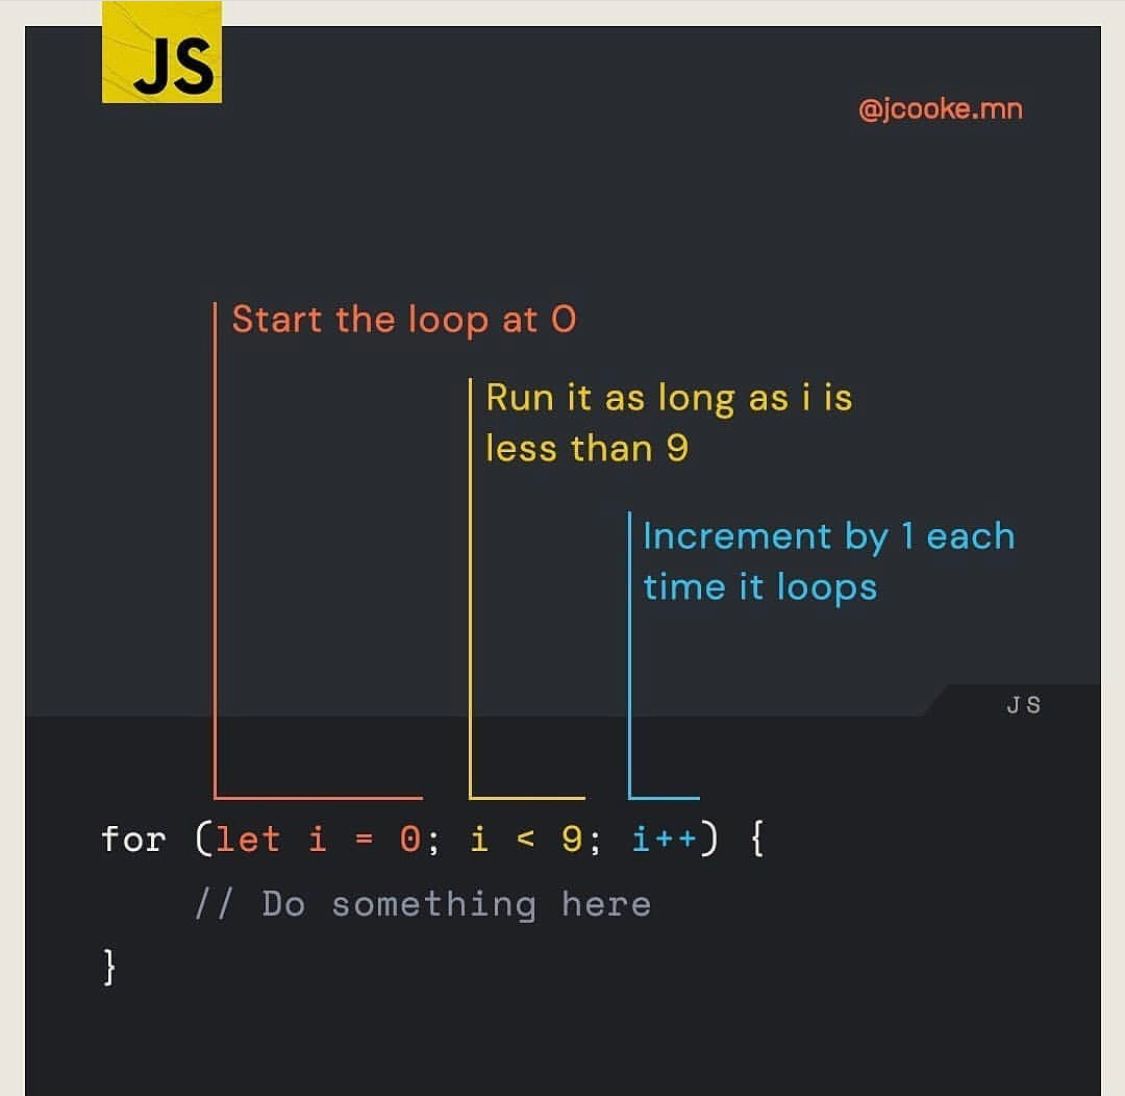 JS
@jcooke.mn
Start the loop at 0
Run it as long as i is
less than 9
Increment by 1 each
time it loops
JS
for (let i = 0; i < 9; i++) {
    // Do something here
}